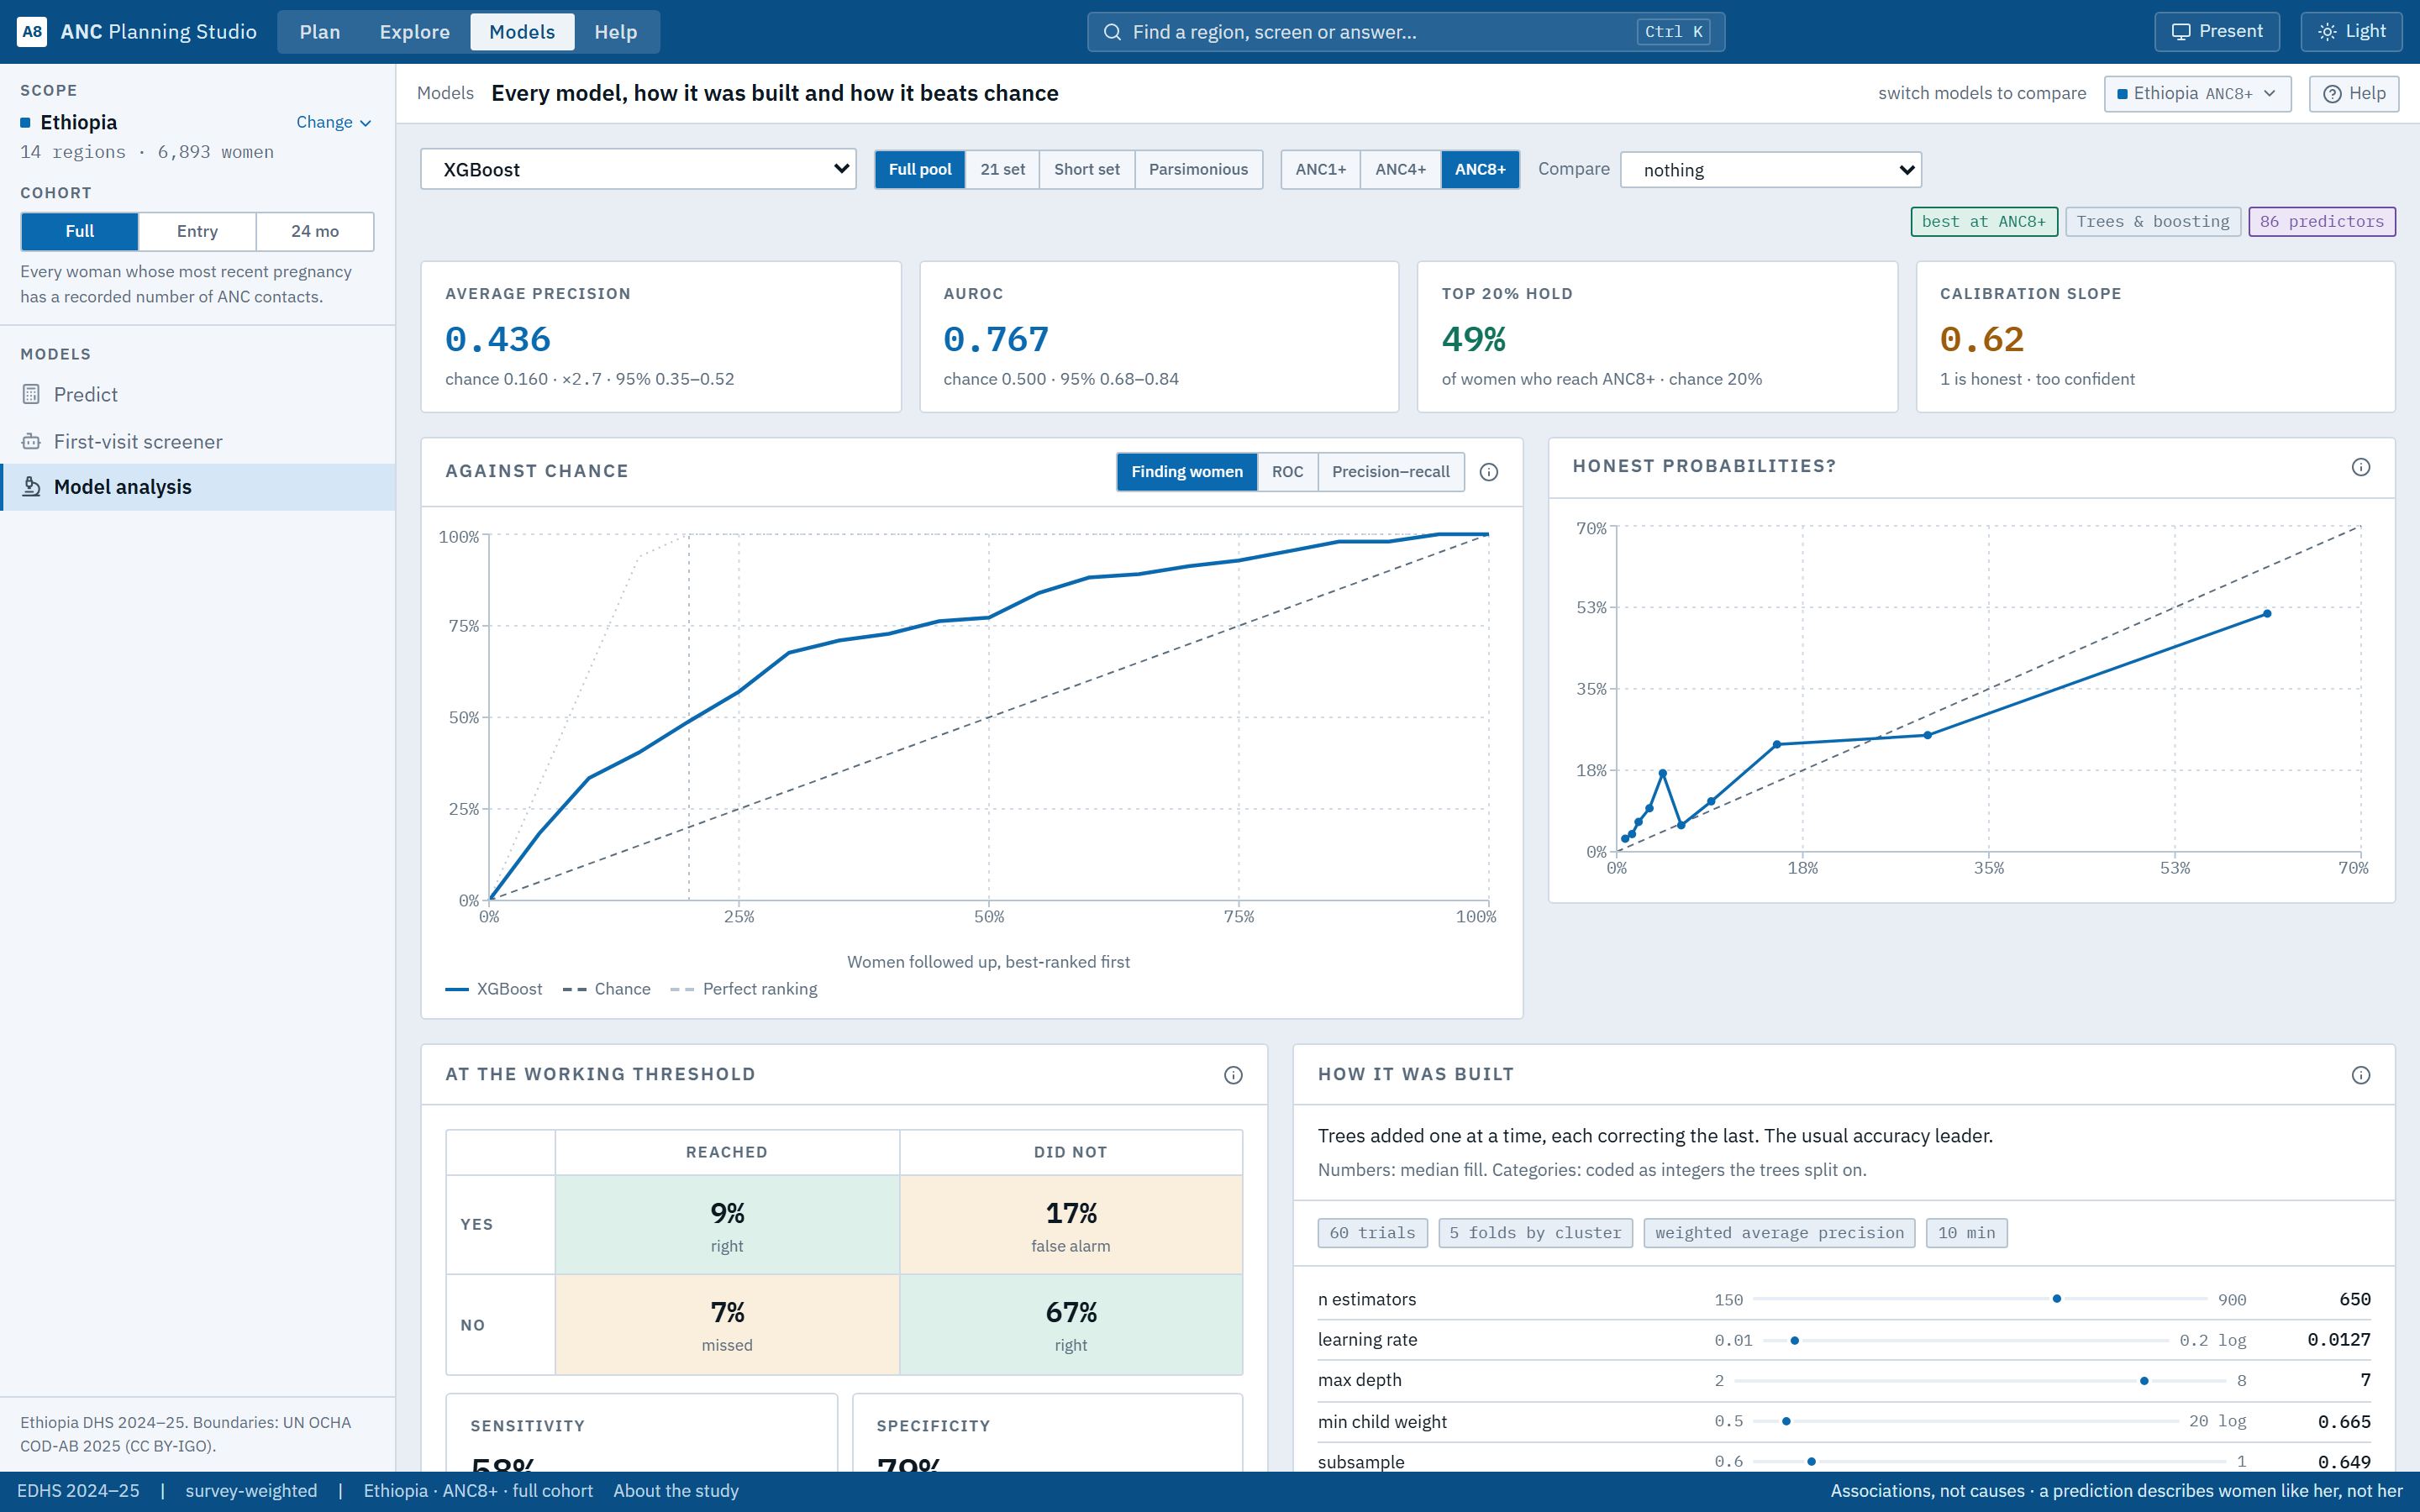 A8 ANC Planning Studio Plan Explore Models Help Find a region, screen or answer... Ctrl K Present Light
SCOPE
Ethiopia Change
14 regions · 6,893 women
COHORT
Full Entry 24 mo
Every woman whose most recent pregnancy
has a recorded number of ANC contacts.
MODELS
Predict
First-visit screener
Model analysis
Ethiopia DHS 2024–25. Boundaries: UN OCHA
COD-AB 2025 (CC BY-IGO).
Models Every model, how it was built and how it beats chance switch models to compare Ethiopia ANC8+ Help
XGBoost Full pool 21 set Short set Parsimonious ANC1+ ANC4+ ANC8+ Compare nothing
best at ANC8+ Trees & boosting 86 predictors
AVERAGE PRECISION
0.436
chance 0.160 · ×2.7 · 95% 0.35–0.52
AUROC
0.767
chance 0.500 · 95% 0.68–0.84
TOP 20% HOLD
49%
of women who reach ANC8+ · chance 20%
CALIBRATION SLOPE
0.62
1 is honest · too confident
AGAINST CHANCE Finding women ROC Precision–recall
100%
75%
50%
25%
0%
0% 25% 50% 75% 100%
Women followed up, best-ranked first
XGBoost Chance Perfect ranking
HONEST PROBABILITIES?
70%
53%
35%
18%
0%
0% 18% 35% 53% 70%
AT THE WORKING THRESHOLD
REACHED DID NOT
YES 9% 17%
right false alarm
NO 7% 67%
missed right
SENSITIVITY SPECIFICITY
58% 79%
HOW IT WAS BUILT
Trees added one at a time, each correcting the last. The usual accuracy leader.
Numbers: median fill. Categories: coded as integers the trees split on.
60 trials 5 folds by cluster weighted average precision 10 min
n estimators 150 900 650
learning rate 0.01 0.2 log 0.0127
max depth 2 8 7
min child weight 0.5 20 log 0.665
subsample 0.6 1 0.649
EDHS 2024–25 | survey-weighted | Ethiopia · ANC8+ · full cohort About the study Associations, not causes · a prediction describes women like her, not her